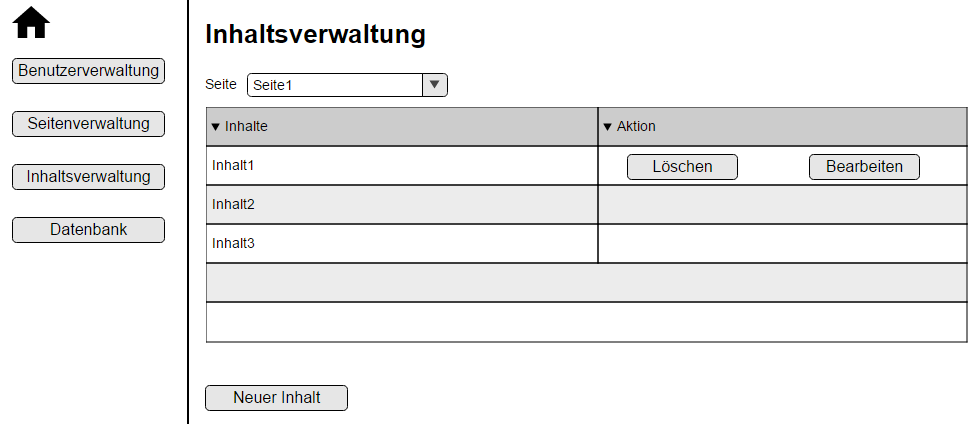 Inhaltsverwaltung
Benutzerverwaltung
Seitenverwaltung
Inhaltsverwaltung
Datenbank
Seite Seite1
Inhalte Aktion
Inhalt1 Löschen Bearbeiten
Inhalt2
Inhalt3
Neuer Inhalt